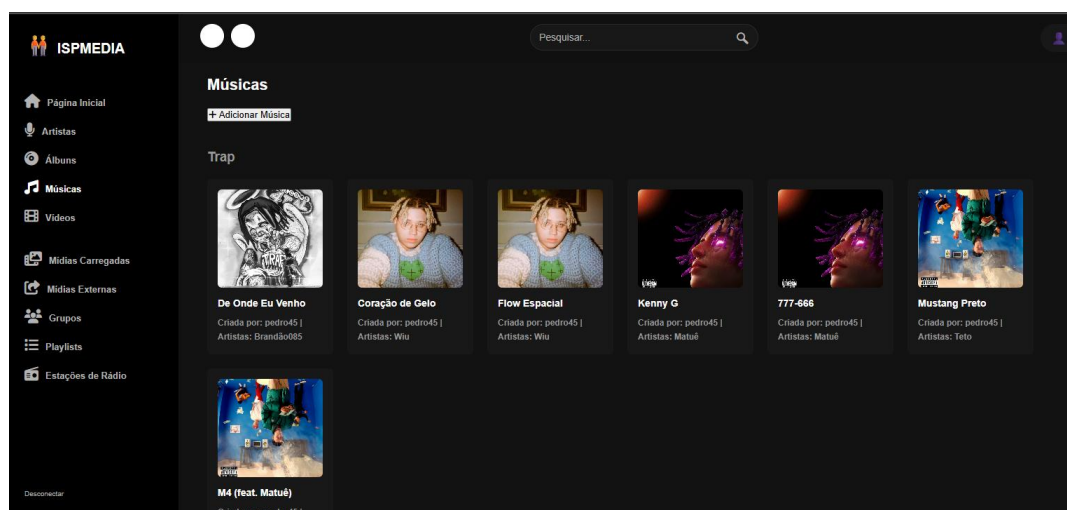 ISPMEDIA
Pesquisar...
Página Inicial
Artistas
Álbuns
Músicas
Vídeos
Mídias Carregadas
Mídias Externas
Grupos
Playlists
Estações de Rádio
Desconectar
Músicas
+ Adicionar Música
Trap
De Onde Eu Venho
Criada por: pedro45 |
Artistas: Brandão085
Coração de Gelo
Criada por: pedro45 |
Artistas: Wiu
Flow Espacial
Criada por: pedro45 |
Artistas: Wiu
Kenny G
Criada por: pedro45 |
Artistas: Matuê
777-666
Criada por: pedro45 |
Artistas: Matuê
Mustang Preto
Criada por: pedro45 |
Artistas: Teto
M4 (feat. Matuê)